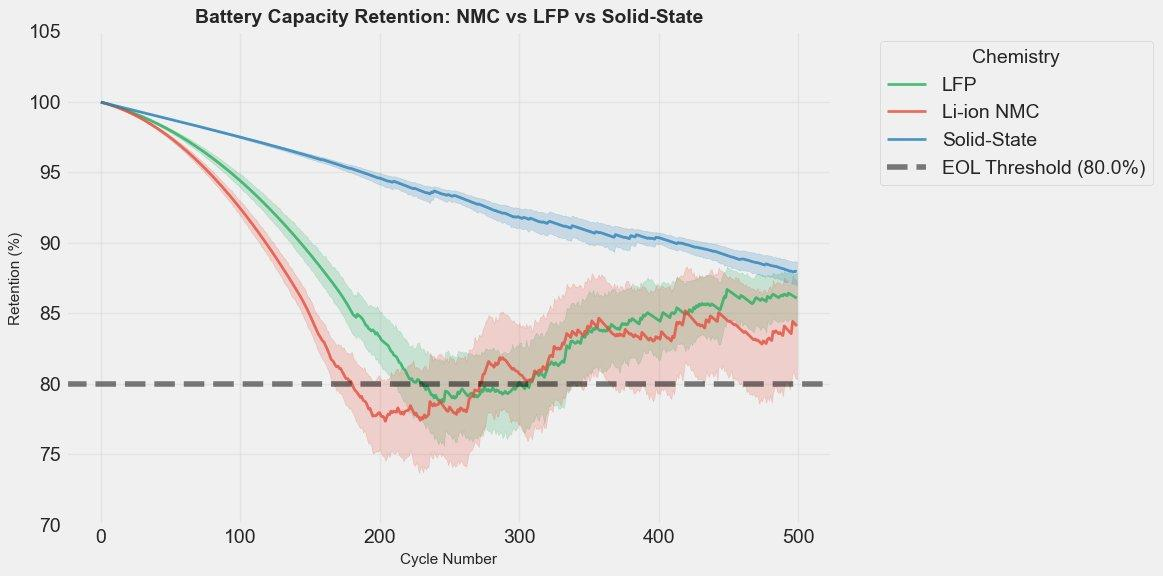 Battery Capacity Retention: NMC vs LFP vs Solid-State
105
100
95
90
85
80
75
70
Retention (%)
0 100 200 300 400 500
Cycle Number
Chemistry
LFP
Li-ion NMC
Solid-State
EOL Threshold (80.0%)